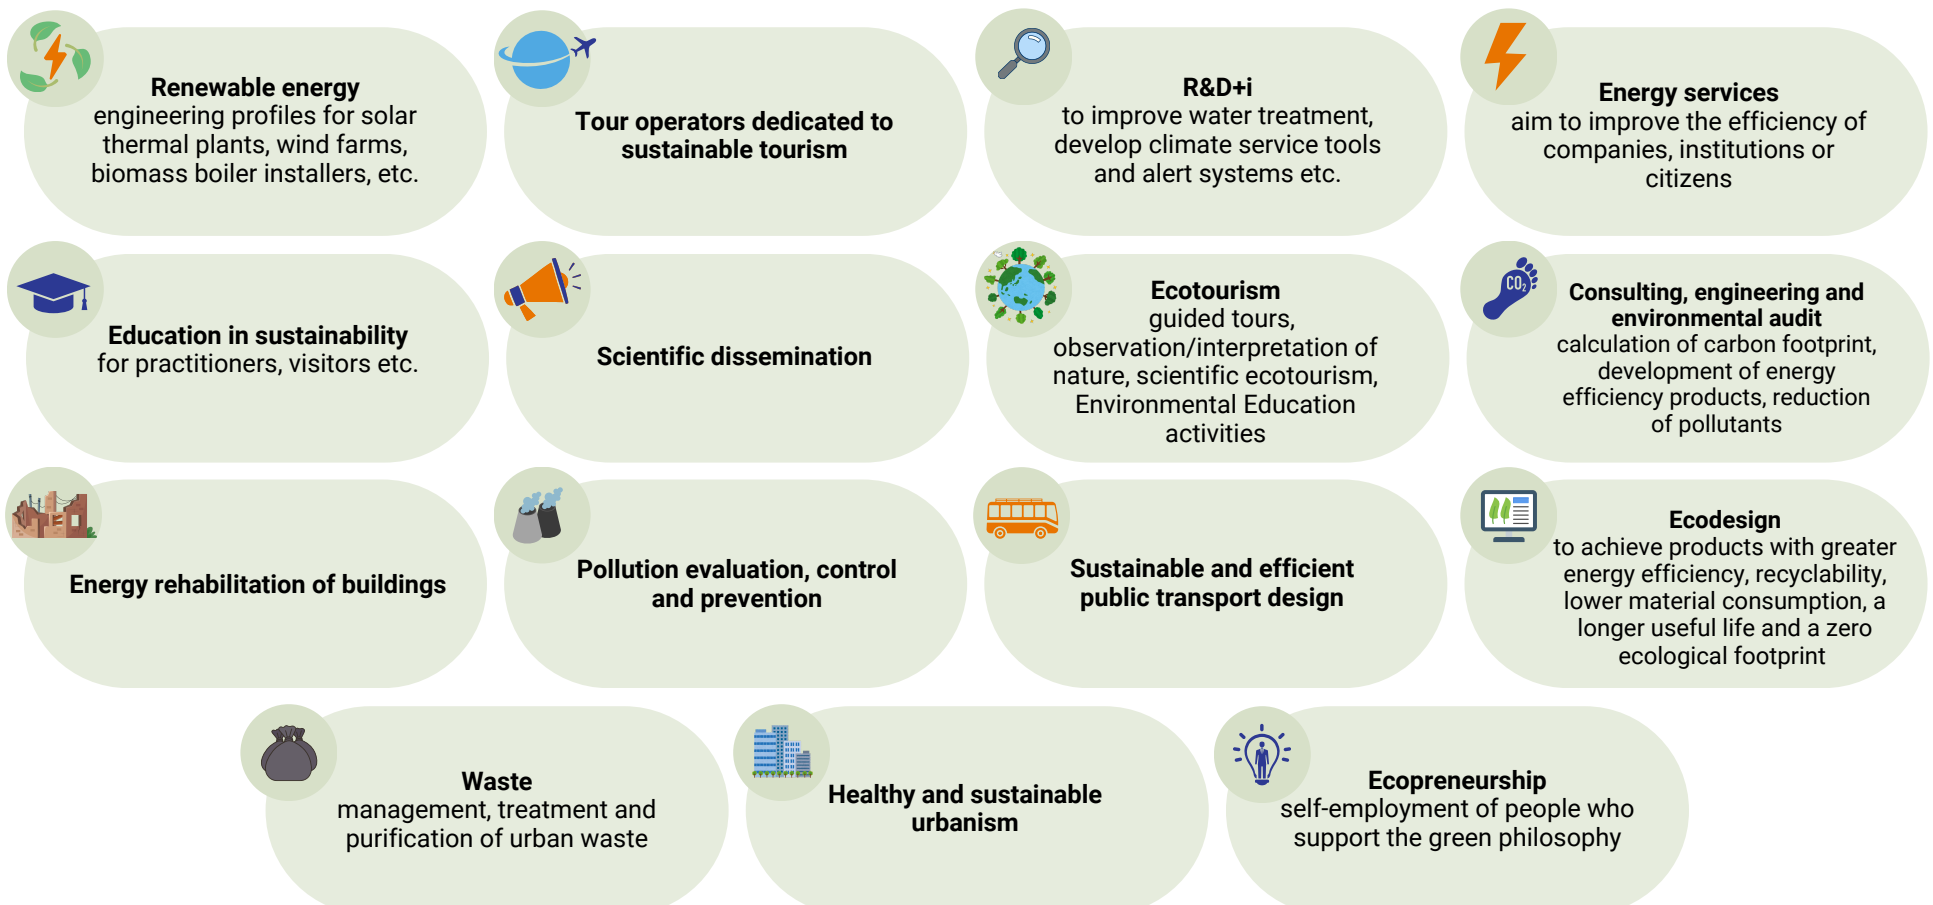 Renewable energy
engineering profiles for solar
thermal plants, wind farms,
biomass boiler installers, etc.
Tour operators dedicated to
sustainable tourism
R&D+i
to improve water treatment,
develop climate service tools
and alert systems etc.
Energy services
aim to improve the efficiency of
companies, institutions or
citizens
Education in sustainability
for practitioners, visitors etc.
Scientific dissemination
Ecotourism
guided tours,
observation/interpretation of
nature, scientific ecotourism,
Environmental Education
activities
CO₂
Consulting, engineering and
environmental audit
calculation of carbon footprint,
development of energy
efficiency products, reduction
of pollutants
Energy rehabilitation of buildings
Pollution evaluation, control
and prevention
Sustainable and efficient
public transport design
Ecodesign
to achieve products with greater
energy efficiency, recyclability,
lower material consumption, a
longer useful life and a zero
ecological footprint
Waste
management, treatment and
purification of urban waste
Healthy and sustainable
urbanism
Ecopreneurship
self-employment of people who
support the green philosophy